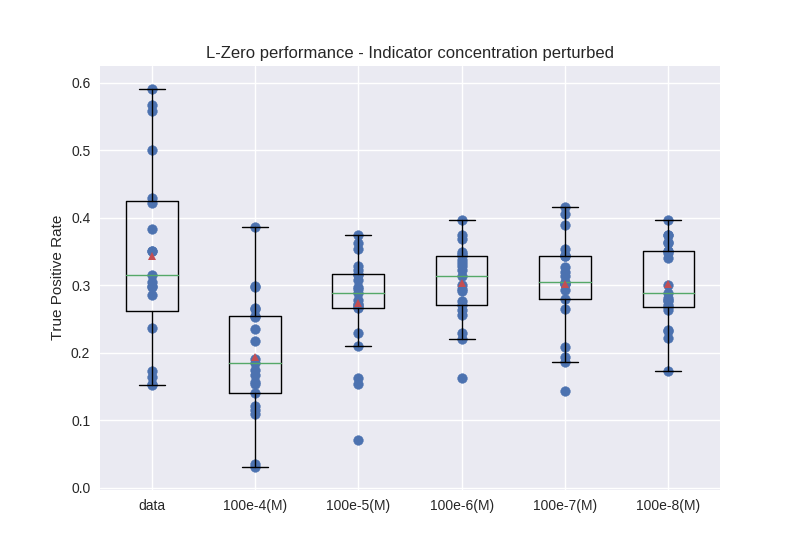 L-Zero performance - Indicator concentration perturbed
True Positive Rate
0.6
0.5
0.4
0.3
0.2
0.1
0.0
data
100e-4(M)
100e-5(M)
100e-6(M)
100e-7(M)
100e-8(M)